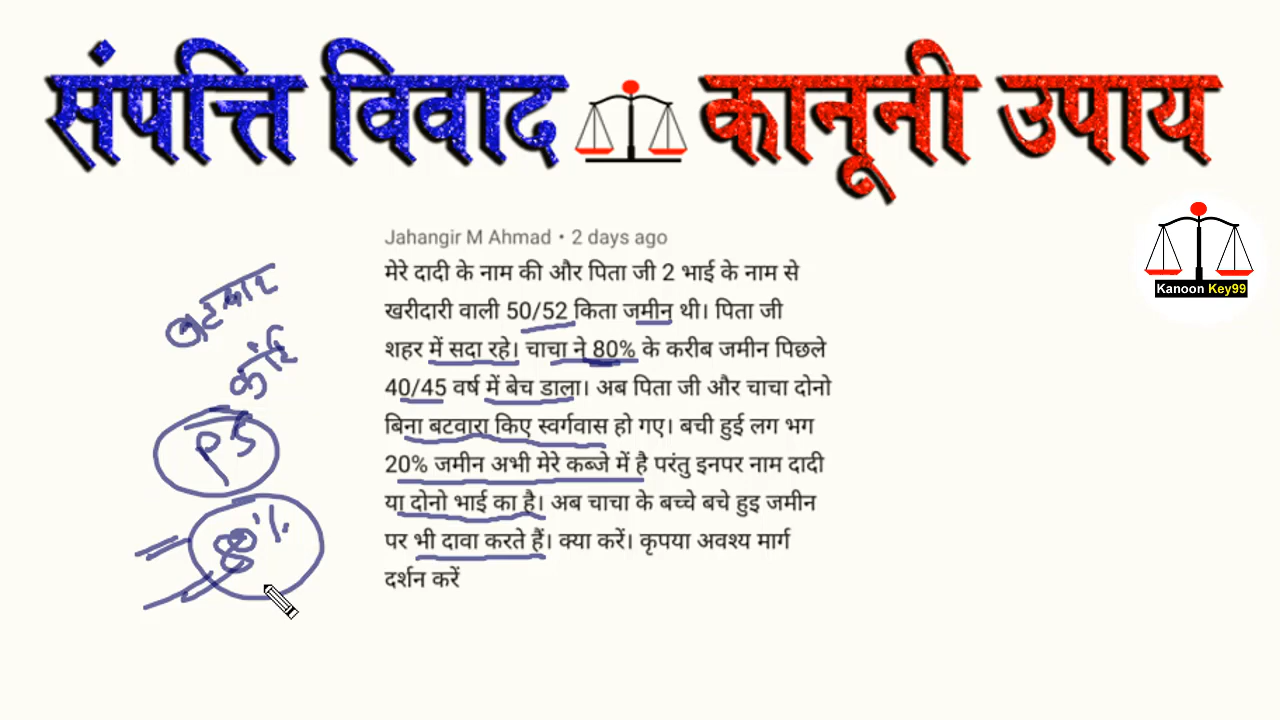 संपत्ति विवाद कानूनी उपाय
Jahangir M Ahmad • 2 days ago
मेरे दादी के नाम की और पिता जी 2 भाई के नाम से
खरीदारी वाली 50/52 किता जमीन थी। पिता जी
शहर में सदा रहे। चाचा ने 80% के करीब जमीन पिछले
40/45 वर्ष में बेच डाला। अब पिता जी और चाचा दोनो
बिना बटवारा किए स्वर्गवास हो गए। बची हुई लग भग
20% जमीन अभी मेरे कब्जे में है परंतु इनपर नाम दादी
या दोनो भाई का है। अब चाचा के बच्चे बचे हुइ जमीन
पर भी दावा करते हैं। क्या करें। कृपया अवश्य मार्ग
दर्शन करें
Kanoon Key99
PS
80%